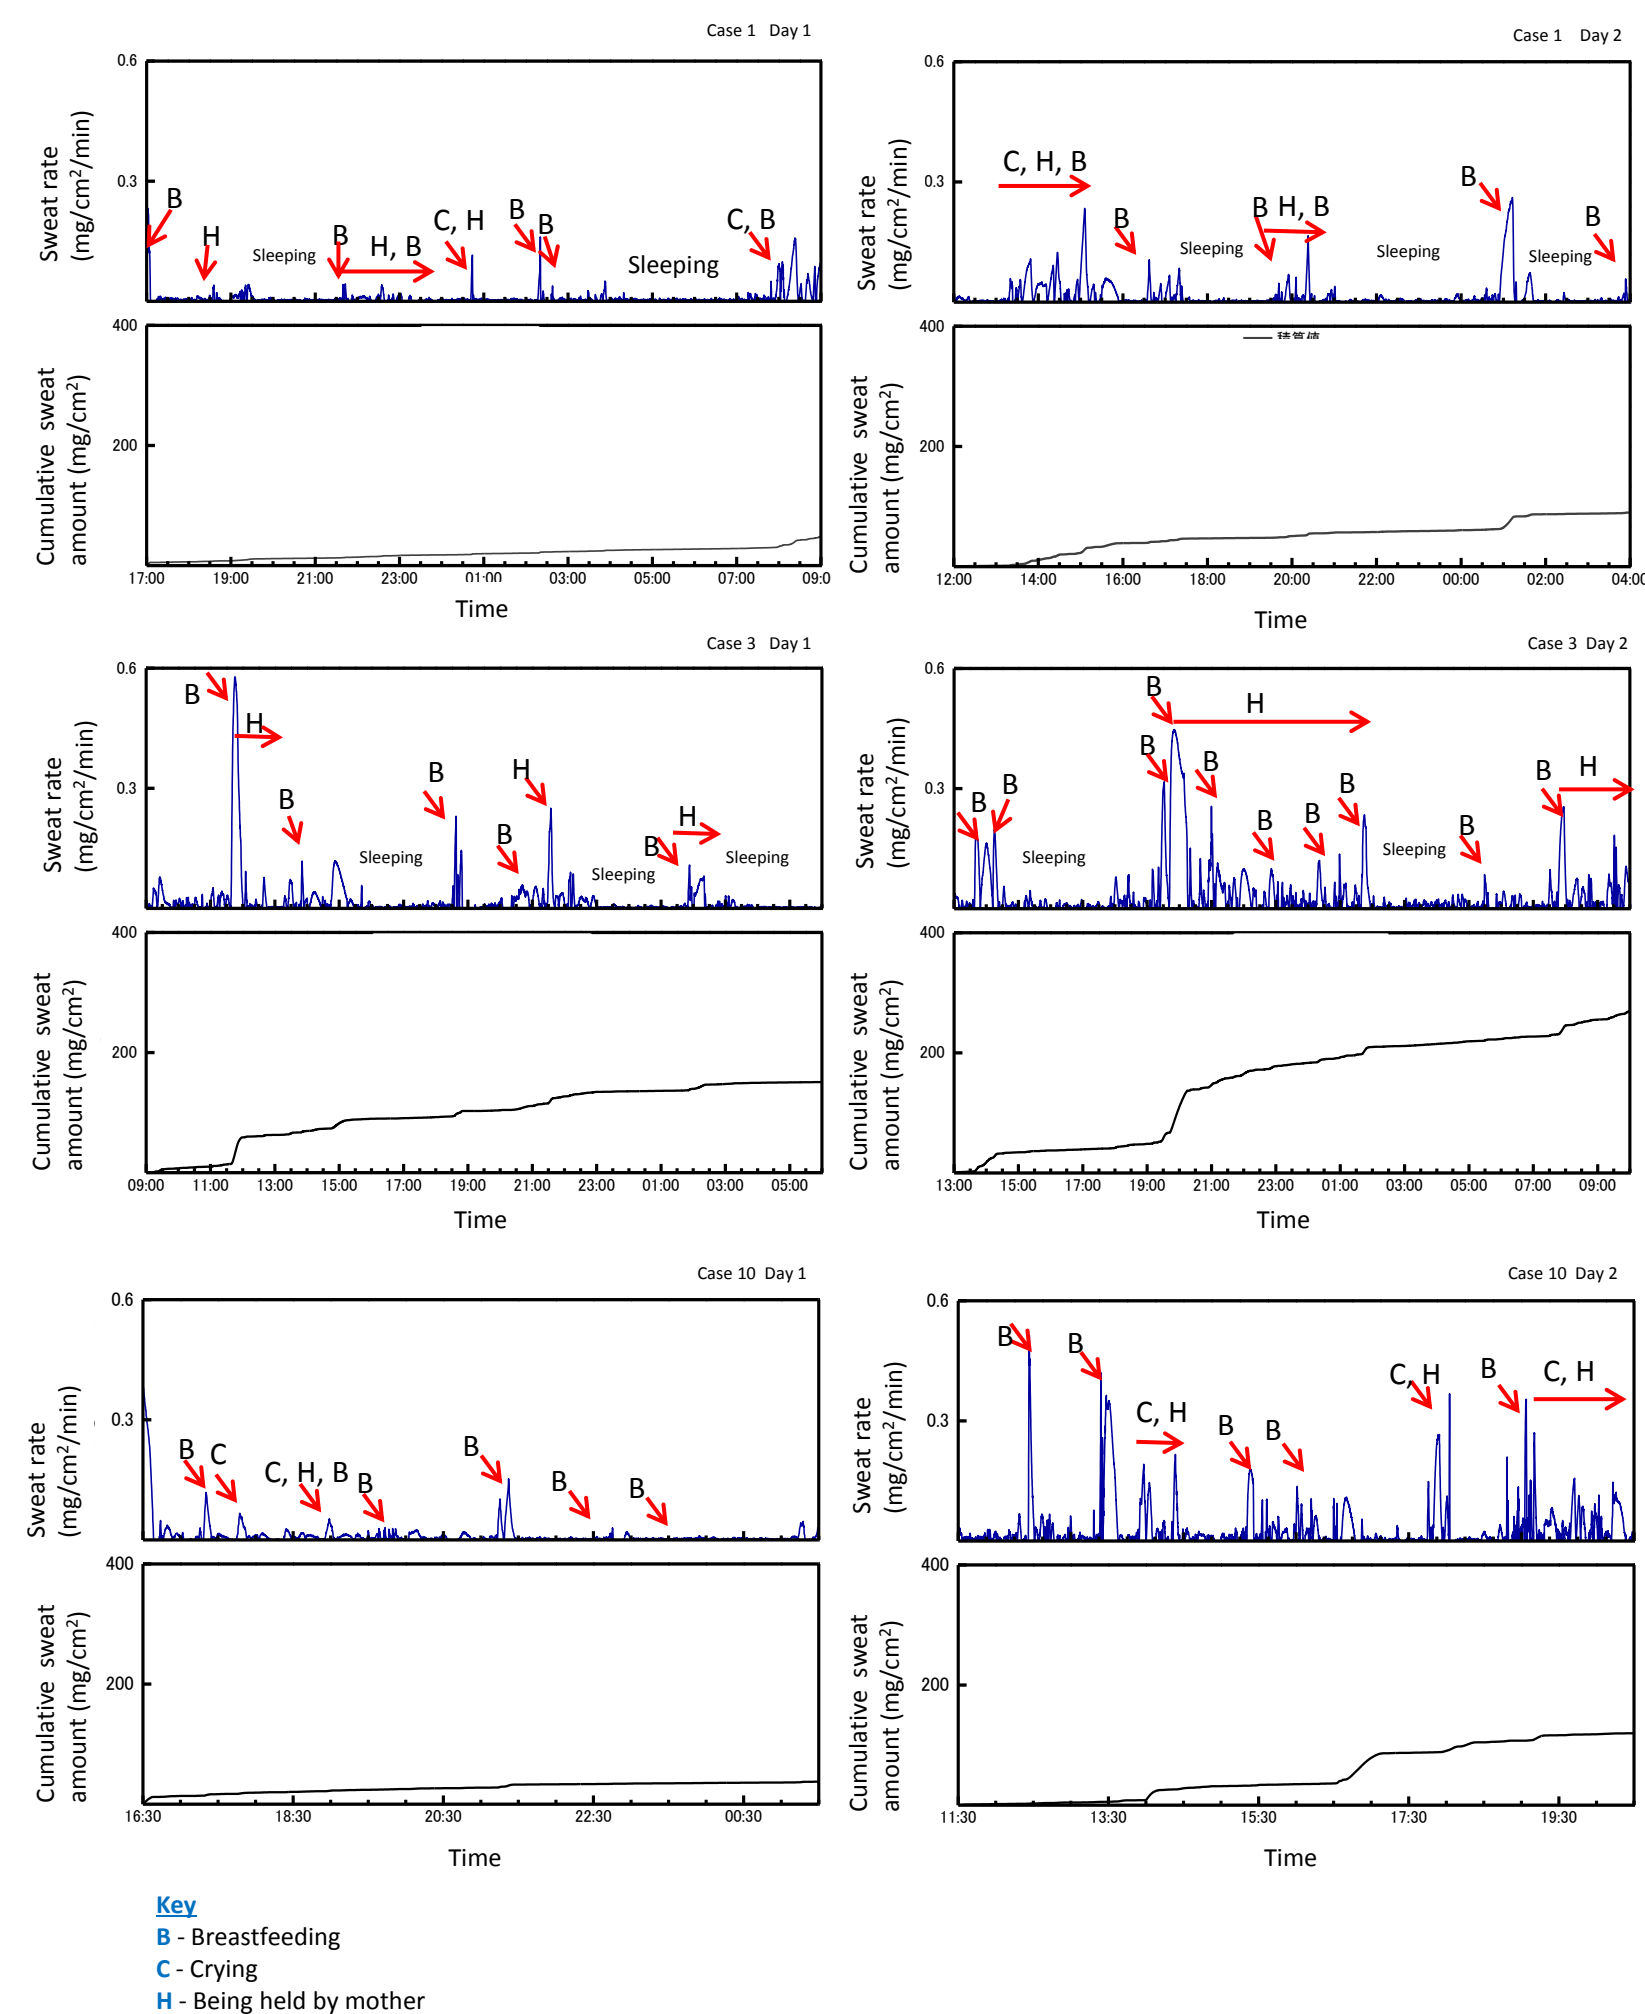 Case 1 Day 1
0.6
0.3
Sweat rate
(mg/cm²/min)
B
H
Sleeping
B
H, B
C, H
B
B
Sleeping
C, B
400
200
Cumulative sweat
amount (mg/cm²)
17:00 19:00 21:00 23:00 01:00 03:00 05:00 07:00 09:0
Time
Case 1 Day 2
0.6
0.3
Sweat rate
(mg/cm²/min)
C, H, B
B
Sleeping
B
H, B
Sleeping
B
Sleeping
B
400
200
積算値
Cumulative sweat
amount (mg/cm²)
12:00 14:00 16:00 18:00 20:00 22:00 00:00 02:00 04:00
Time
Case 3 Day 1
0.6
0.3
Sweat rate
(mg/cm²/min)
B
H
B
Sleeping
B
B
H
Sleeping
B
H
Sleeping
400
200
Cumulative sweat
amount (mg/cm²)
09:00 11:00 13:00 15:00 17:00 19:00 21:00 23:00 01:00 03:00 05:00
Time
Case 3 Day 2
0.6
0.3
Sweat rate
(mg/cm²/min)
B
B
Sleeping
B
B
H
B
B
B
B
Sleeping
B
B
H
400
200
Cumulative sweat
amount (mg/cm²)
13:00 15:00 17:00 19:00 21:00 23:00 01:00 03:00 05:00 07:00 09:00
Time
Case 10 Day 1
0.6
0.3
Sweat rate
(mg/cm²/min)
B
C
C, H, B
B
B
B
B
400
200
Cumulative sweat
amount (mg/cm²)
16:30 18:30 20:30 22:30 00:30
Time
Case 10 Day 2
0.6
0.3
Sweat rate
(mg/cm²/min)
B
B
C, H
B
B
C, H
B
C, H
400
200
Cumulative sweat
amount (mg/cm²)
11:30 13:30 15:30 17:30 19:30
Time
Key
B - Breastfeeding
C - Crying
H - Being held by mother